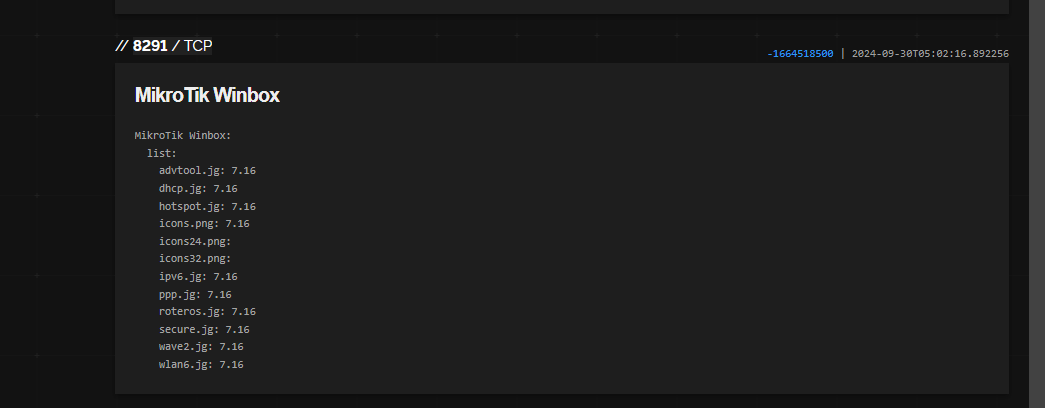 // 8291 / TCP
-1664518500 | 2024-09-30T05:02:16.892256
MikroTik Winbox
MikroTik Winbox:
  list:
    advtool.jg: 7.16
    dhcp.jg: 7.16
    hotspot.jg: 7.16
    icons.png: 7.16
    icons24.png:
    icons32.png:
    ipv6.jg: 7.16
    ppp.jg: 7.16
    roteros.jg: 7.16
    secure.jg: 7.16
    wave2.jg: 7.16
    wlan6.jg: 7.16